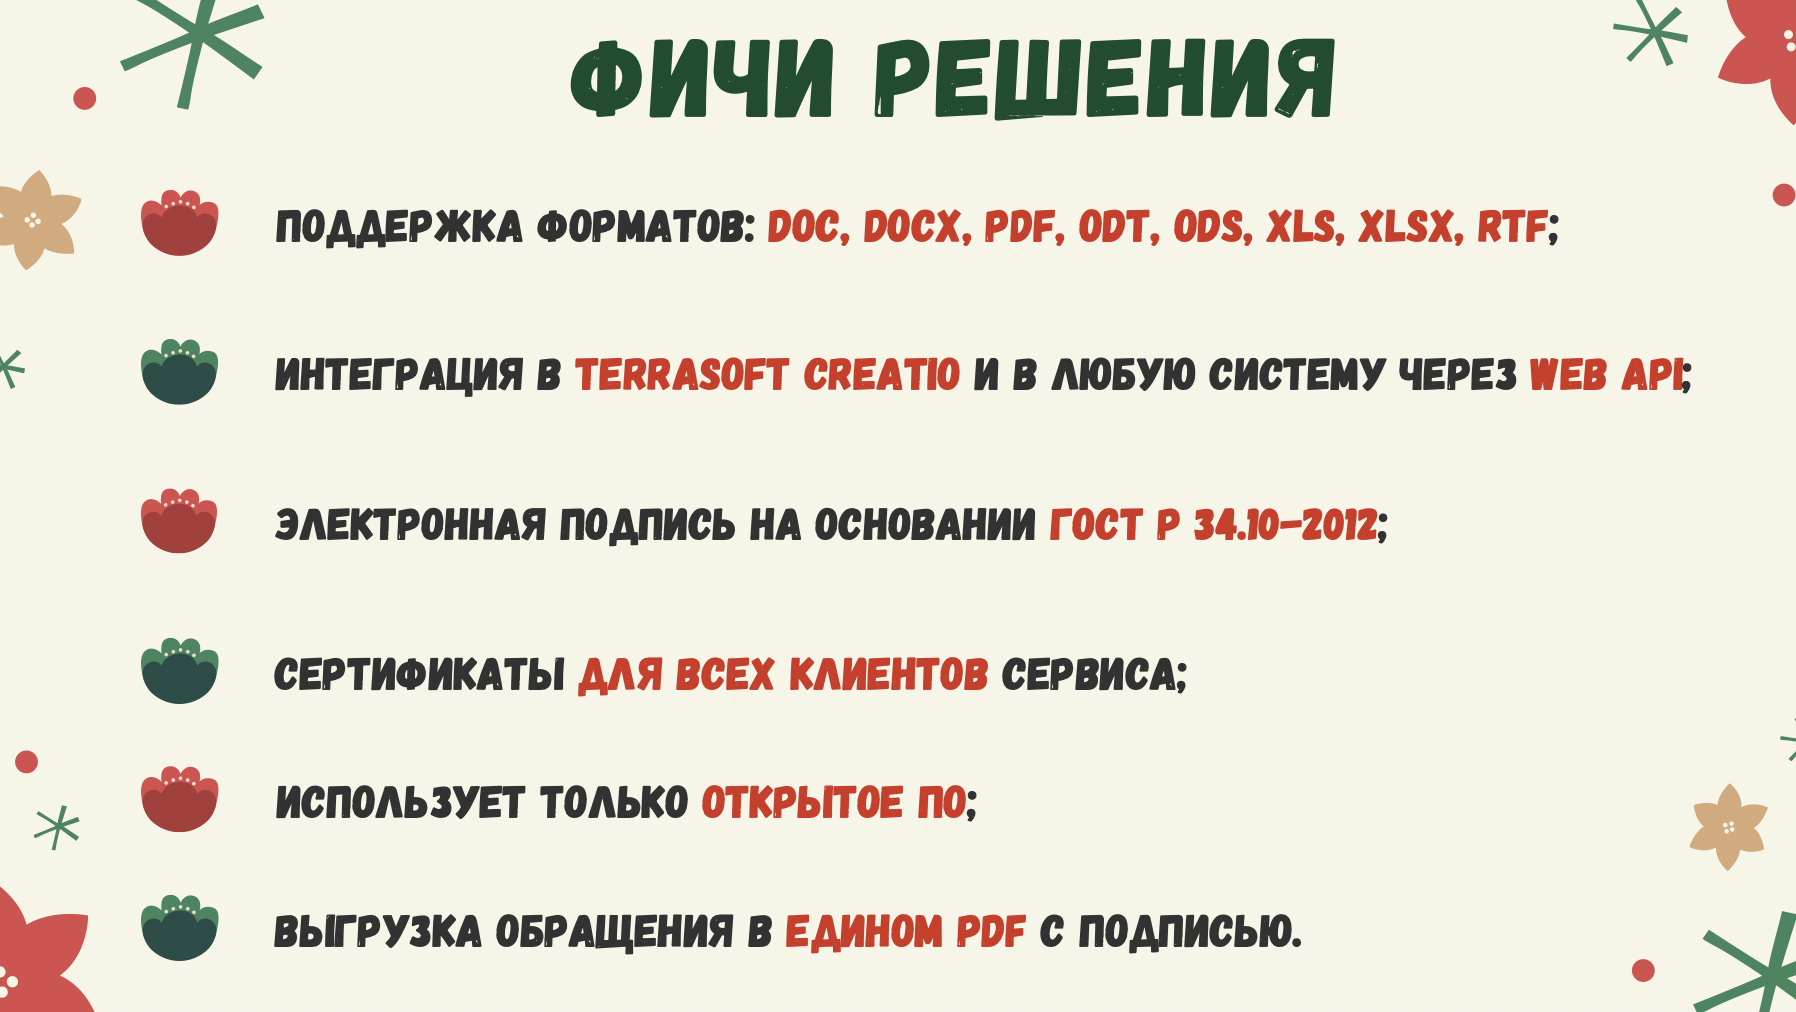 ФИЧИ РЕШЕНИЯ
ПОДДЕРЖКА ФОРМАТОВ: DOC, DOCX, PDF, ODT, ODS, XLS, XLSX, RTF;
ИНТЕГРАЦИЯ В TERRASOFT CREATIO И В ЛЮБУЮ СИСТЕМУ ЧЕРЕЗ WEB API;
ЭЛЕКТРОННАЯ ПОДПИСЬ НА ОСНОВАНИИ ГОСТ Р 34.10–2012;
СЕРТИФИКАТЫ ДЛЯ ВСЕХ КЛИЕНТОВ СЕРВИСА;
ИСПОЛЬЗУЕТ ТОЛЬКО ОТКРЫТОЕ ПО;
ВЫГРУЗКА ОБРАЩЕНИЯ В ЕДИНОМ PDF С ПОДПИСЬЮ.